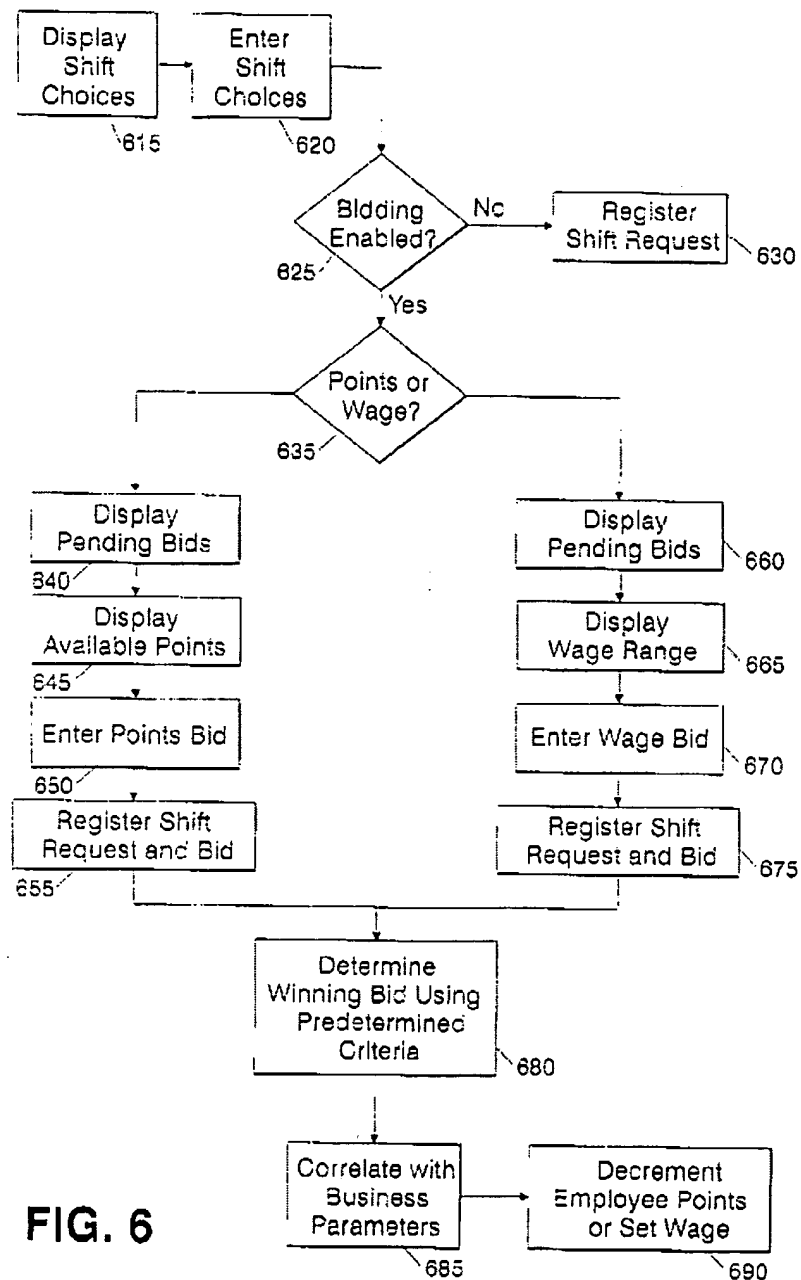 Display
Shift
Choices
615
Enter
Shift
Choices
620
Bidding
Enabled?
625
No
Register
Shift Request
630
Yes
Points or
Wage?
635
Display
Pending Bids
640
Display
Available Points
645
Enter Points Bid
650
Register Shift
Request and Bid
655
Display
Pending Bids
660
Display
Wage Range
665
Enter Wage Bid
670
Register Shift
Request and Bid
675
Determine
Winning Bid Using
Predetermined
Criteria
680
Correlate with
Business
Parameters
685
Decrement
Employee Points
or Set Wage
690
FIG. 6